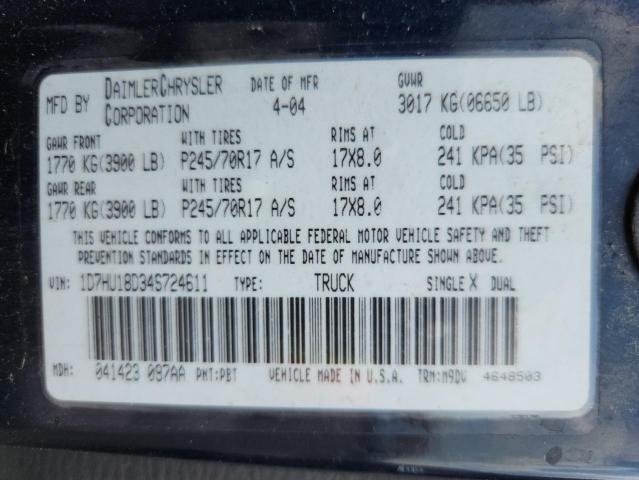 MFD BY DAIMLERCHRYSLER CORPORATION DATE OF MFR 4-04 GVWR 3017 KG(06650 LB)
GAWR FRONT WITH TIRES RIMS AT COLD
1770 KG(3900 LB) P245/70R17 A/S 17X8.0 241 KPA(35 PSI)
GAWR REAR WITH TIRES RIMS AT COLD
1770 KG(3900 LB) P245/70R17 A/S 17X8.0 241 KPA(35 PSI)
THIS VEHICLE CONFORMS TO ALL APPLICABLE FEDERAL MOTOR VEHICLE SAFETY AND THEFT
PREVENTION STANDARDS IN EFFECT ON THE DATE OF MANUFACTURE SHOWN ABOVE.
VIN: 1D7HU18D34S724611 TYPE: TRUCK SINGLE X DUAL
MDH: 041423 097AA PNT:PBT VEHICLE MADE IN U.S.A. TRM:M9DV 4648503